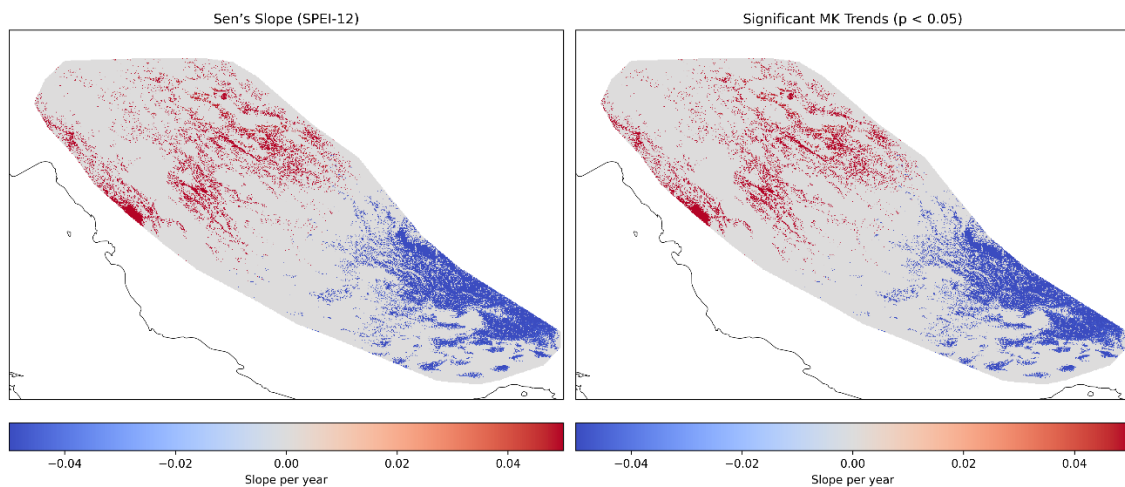 Sen’s Slope (SPEI-12)
Significant MK Trends (p < 0.05)
−0.04 −0.02 0.00 0.02 0.04
Slope per year
−0.04 −0.02 0.00 0.02 0.04
Slope per year